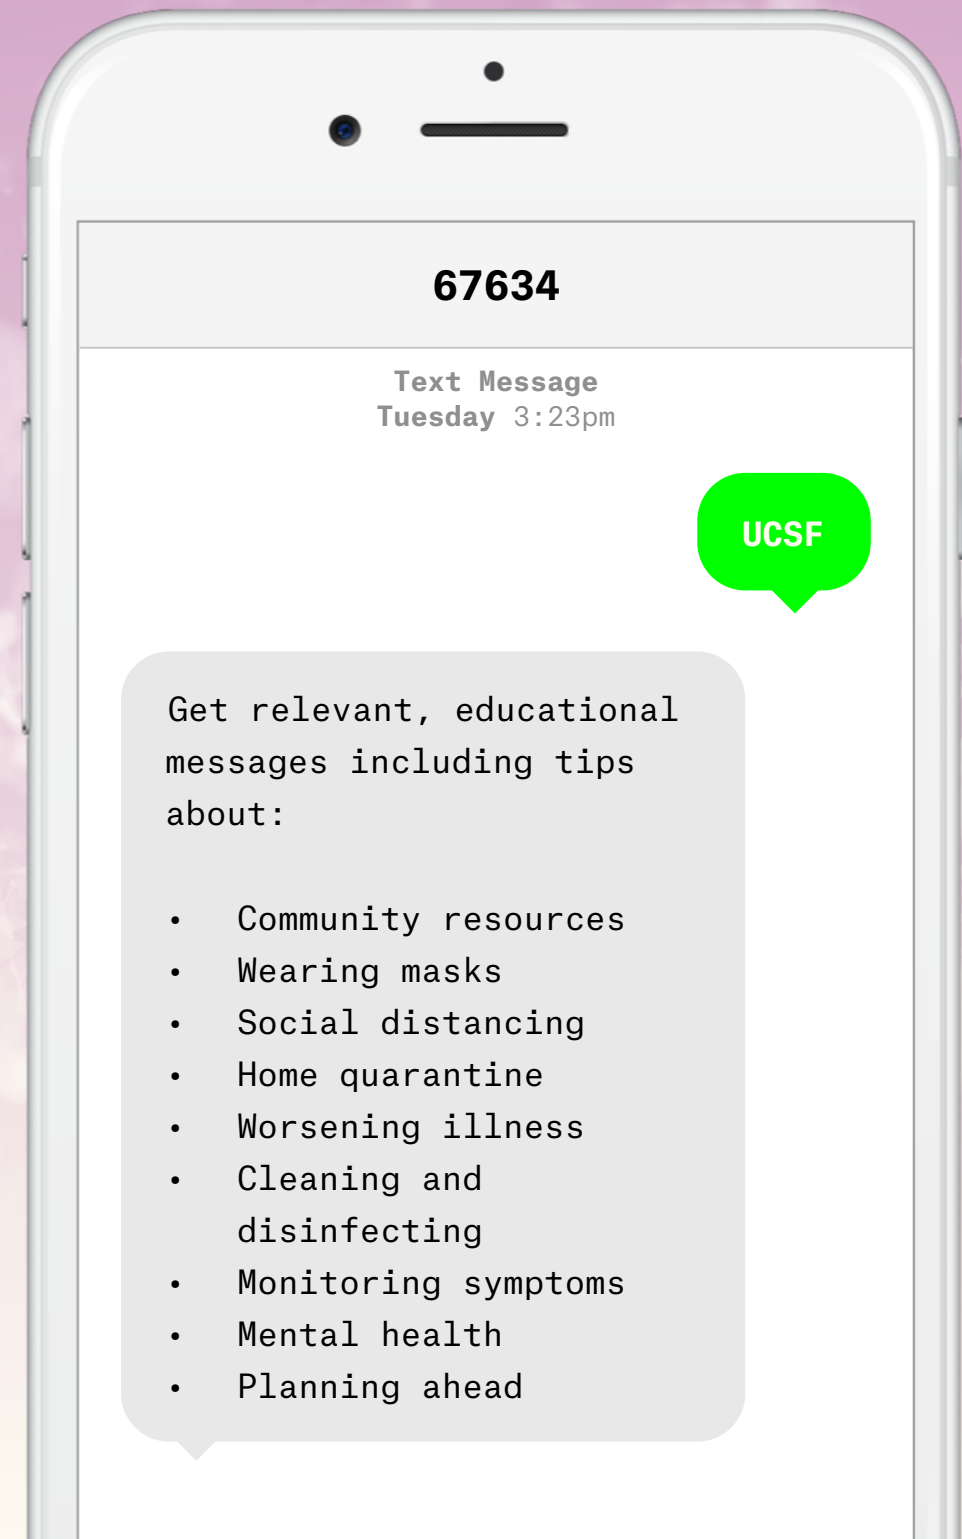 67634
Text Message
Tuesday 3:23pm
UCSF
Get relevant, educational
messages including tips
about:
• Community resources
• Wearing masks
• Social distancing
• Home quarantine
• Worsening illness
• Cleaning and
disinfecting
• Monitoring symptoms
• Mental health
• Planning ahead